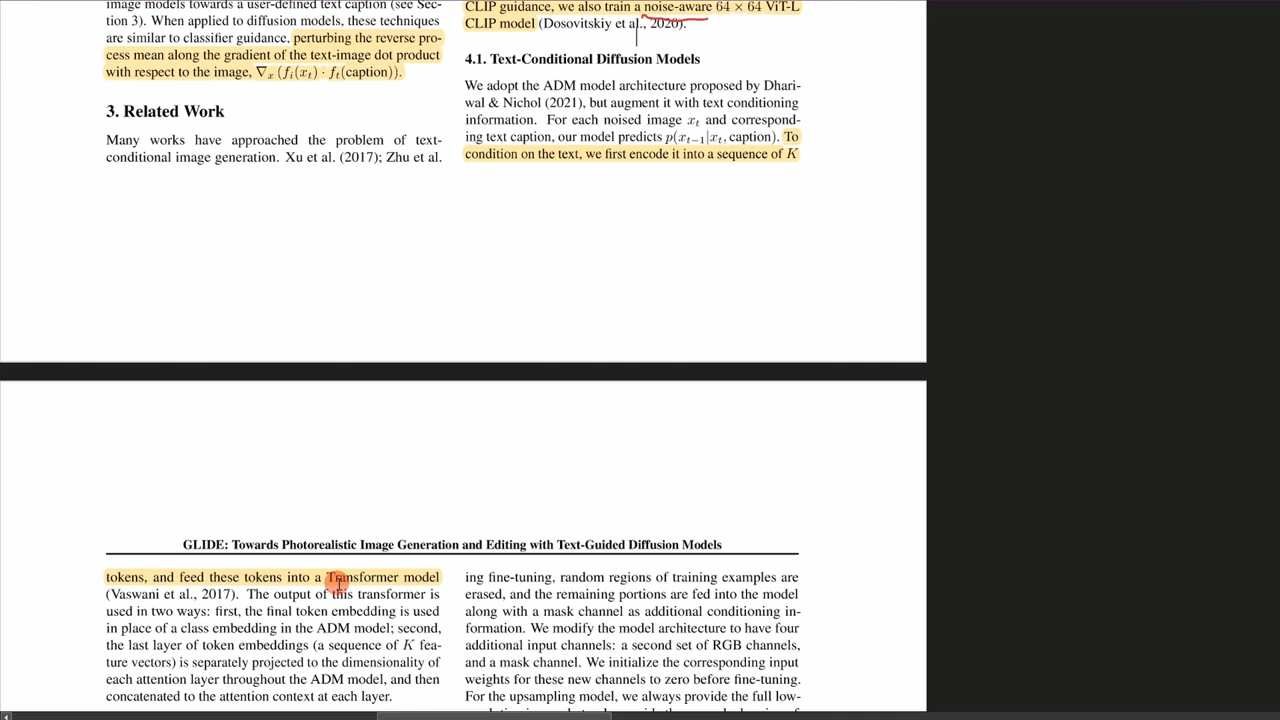 image models towards a user-defined text caption (see Sec-
tion 3). When applied to diffusion models, these techniques
are similar to classifier guidance, perturbing the reverse pro-
cess mean along the gradient of the text-image dot product
with respect to the image, ∇ₓ (fᵢ(xₜ) · fₜ(caption)).
3. Related Work
Many works have approached the problem of text-
conditional image generation. Xu et al. (2017); Zhu et al.
CLIP guidance, we also train a noise-aware 64 × 64 ViT-L
CLIP model (Dosovitskiy et al., 2020).
4.1. Text-Conditional Diffusion Models
We adopt the ADM model architecture proposed by Dhari-
wal & Nichol (2021), but augment it with text conditioning
information. For each noised image xₜ and correspond-
ing text caption, our model predicts p(xₜ₋₁|xₜ, caption). To
condition on the text, we first encode it into a sequence of K
GLIDE: Towards Photorealistic Image Generation and Editing with Text-Guided Diffusion Models
tokens, and feed these tokens into a Transformer model
(Vaswani et al., 2017). The output of this transformer is
used in two ways: first, the final token embedding is used
in place of a class embedding in the ADM model; second,
the last layer of token embeddings (a sequence of K fea-
ture vectors) is separately projected to the dimensionality of
each attention layer throughout the ADM model, and then
concatenated to the attention context at each layer.
ing fine-tuning, random regions of training examples are
erased, and the remaining portions are fed into the model
along with a mask channel as additional conditioning in-
formation. We modify the model architecture to have four
additional input channels: a second set of RGB channels,
and a mask channel. We initialize the corresponding input
weights for these new channels to zero before fine-tuning.
For the upsampling model, we always provide the full low-